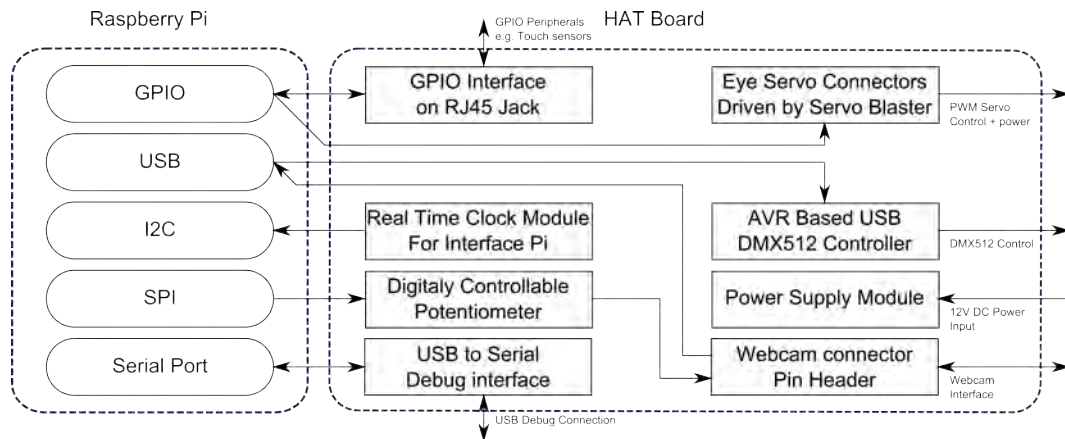 Raspberry Pi
HAT Board
GPIO Peripherals
e.g. Touch sensors
GPIO
GPIO Interface
on RJ45 Jack
Eye Servo Connectors
Driven by Servo Blaster
PWM Servo
Control + power
USB
I2C
Real Time Clock Module
For Interface Pi
AVR Based USB
DMX512 Controller
DMX512 Control
SPI
Digitaly Controllable
Potentiometer
Power Supply Module
12V DC Power
Input
Serial Port
USB to Serial
Debug interface
Webcam connector
Pin Header
Webcam
Interface
USB Debug Connection